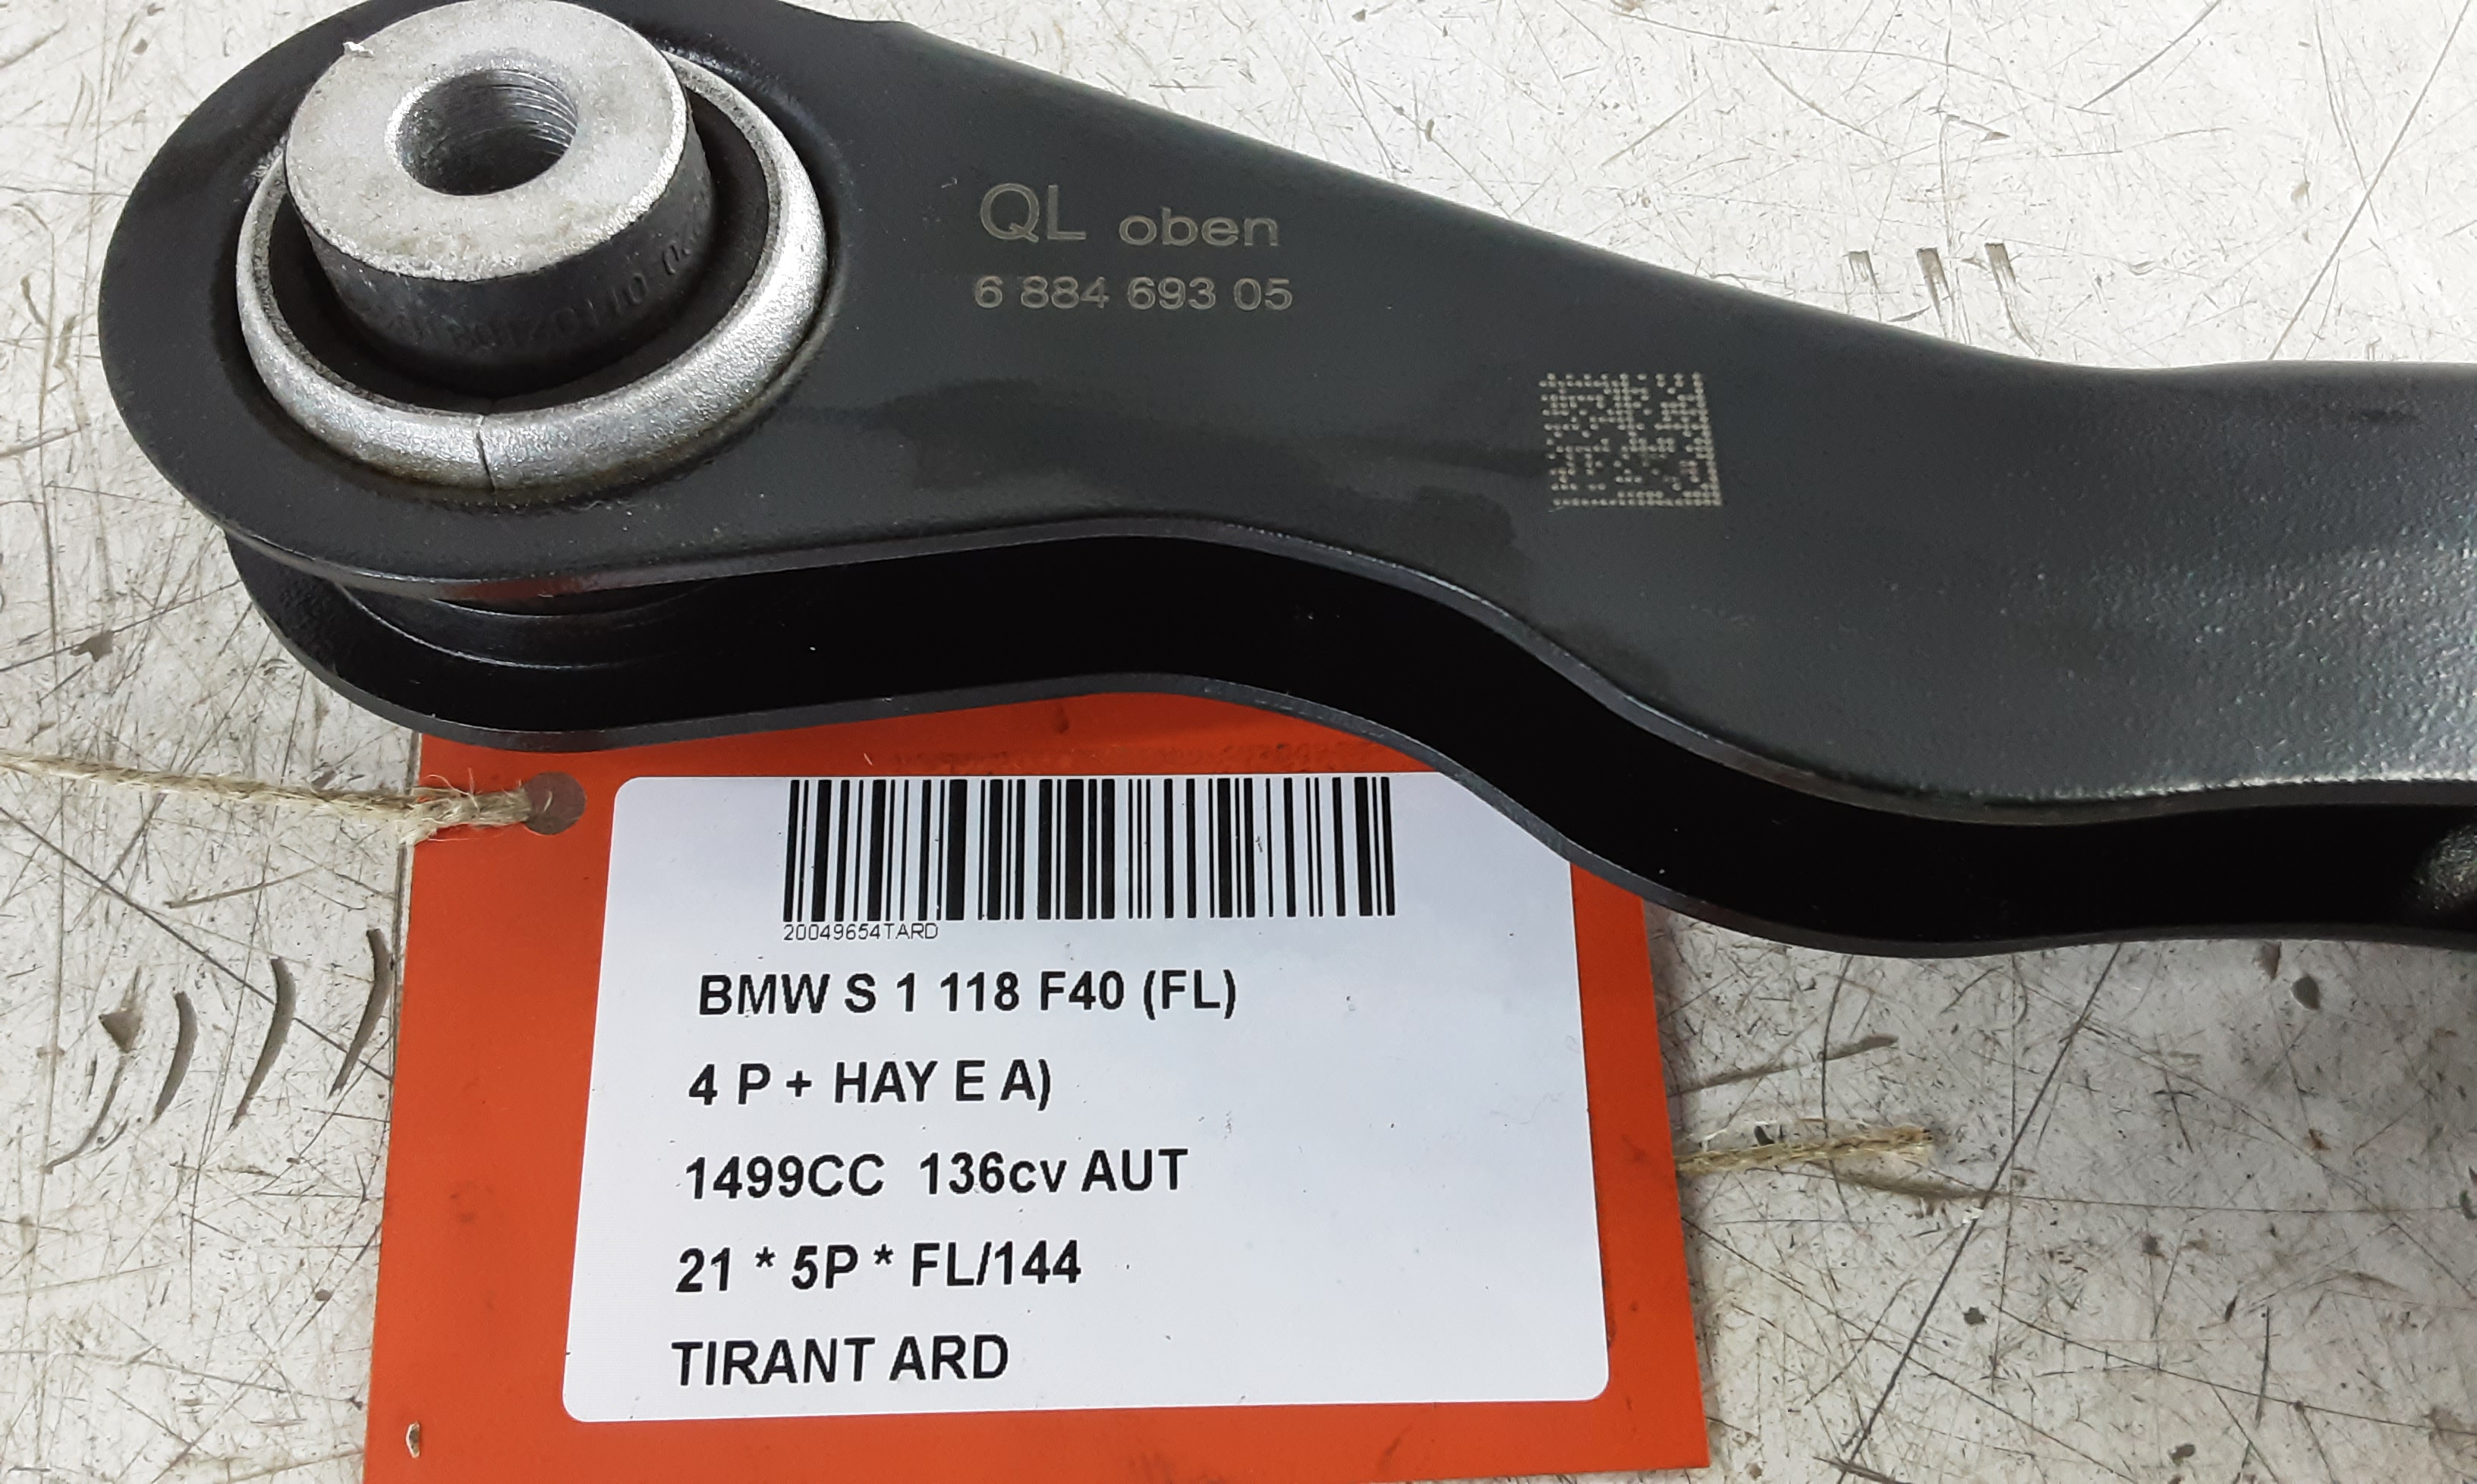 QL oben
6 884 693 05
20049654TARD
BMW S 1 118 F40 (FL)
4 P + HAY E A)
1499CC 136cv AUT
21 * 5P * FL/144
TIRANT ARD